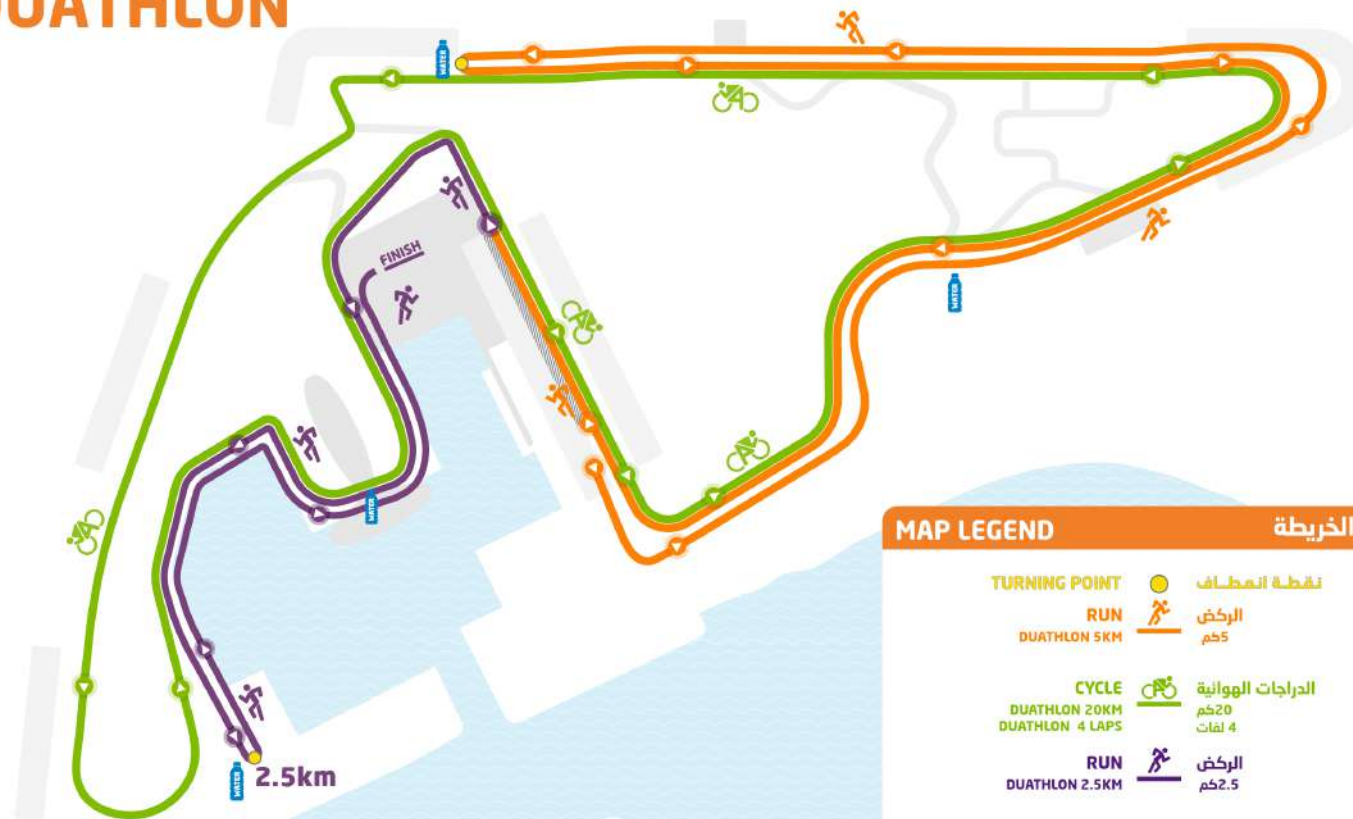 DUATHLON
WATER
FINISH
WATER
WATER
WATER
2.5km
MAP LEGEND الخريطة
TURNING POINT نقطة انعطاف
RUN الركض
DUATHLON 5KM 5كم
CYCLE الدراجات الهوائية
DUATHLON 20KM 20كم
DUATHLON 4 LAPS 4 لفات
RUN الركض
DUATHLON 2.5KM 2.5كم